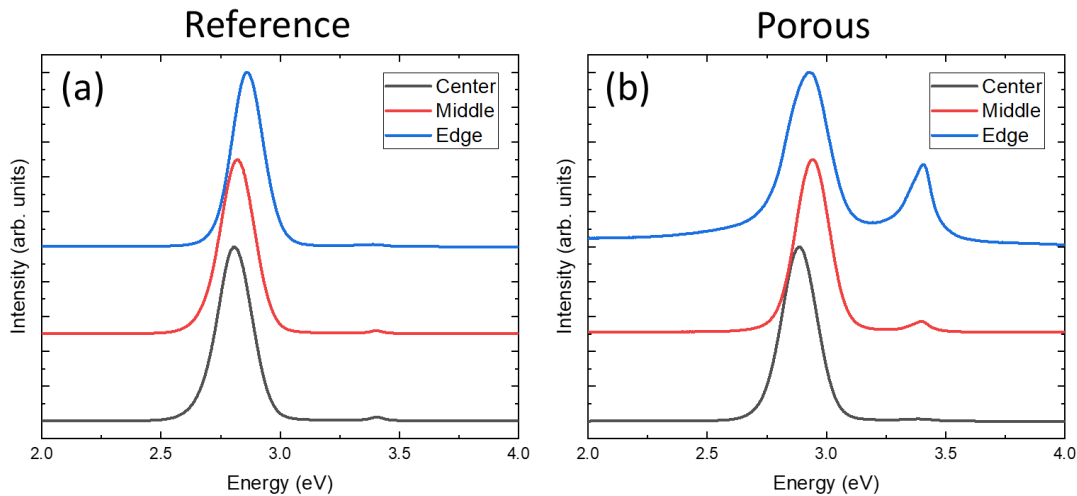 Reference
Porous
(a)
Center
Middle
Edge
Intensity (arb. units)
2.0
2.5
3.0
3.5
4.0
Energy (eV)
(b)
Center
Middle
Edge
Intensity (arb. units)
2.0
2.5
3.0
3.5
4.0
Energy (eV)